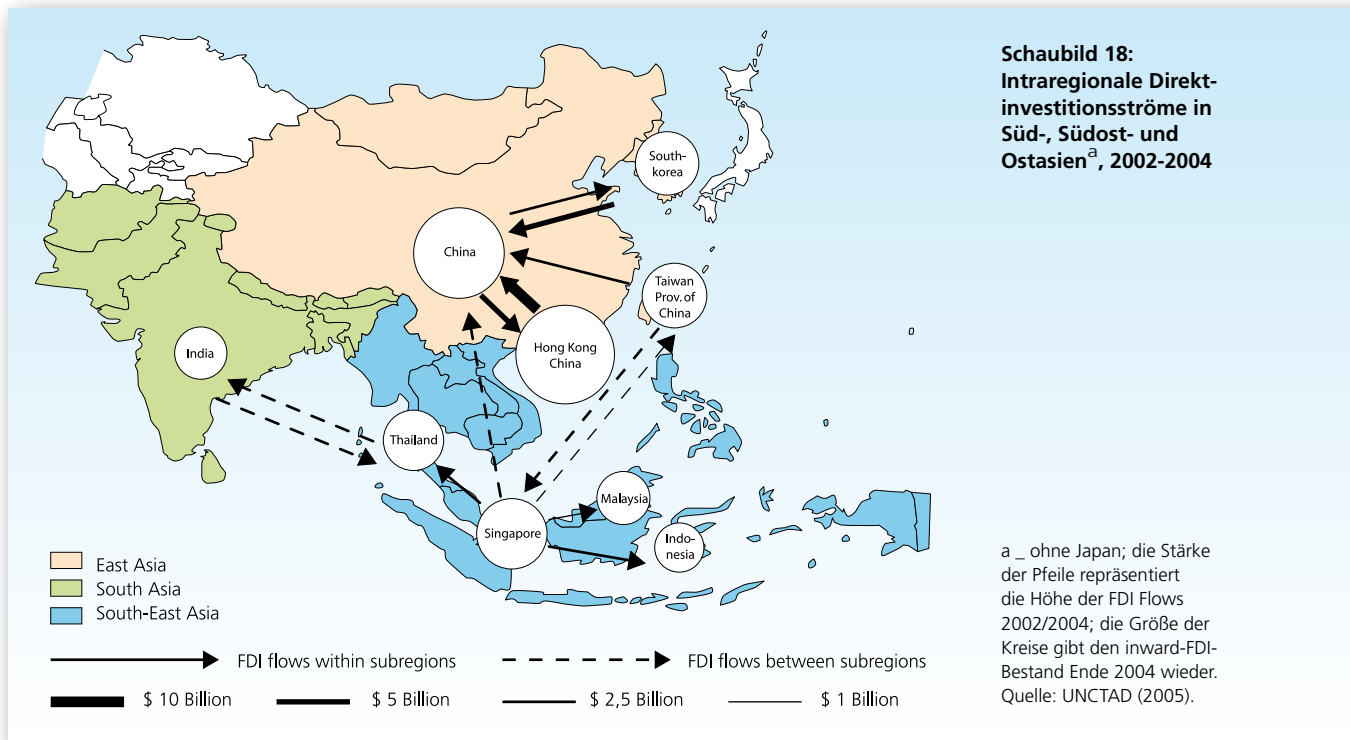 Schaubild 18:
Intraregionale Direkt-
investitionsströme in
Süd-, Südost- und
Ostasien^a, 2002-2004
South-
korea
China
Taiwan
Prov. of
China
Hong Kong
China
India
Thailand
Malaysia
Singapore
Indo-
nesia
East Asia
South Asia
South-East Asia
FDI flows within subregions
FDI flows between subregions
$ 10 Billion
$ 5 Billion
$ 2,5 Billion
$ 1 Billion
a _ ohne Japan; die Stärke
der Pfeile repräsentiert
die Höhe der FDI Flows
2002/2004; die Größe der
Kreise gibt den inward-FDI-
Bestand Ende 2004 wieder.
Quelle: UNCTAD (2005).